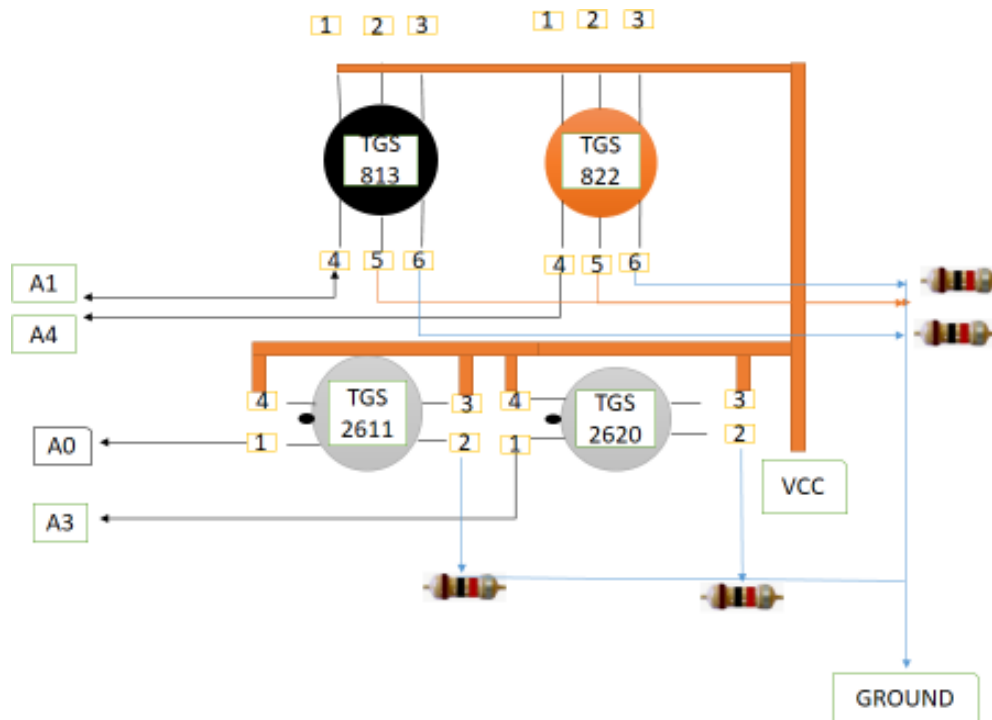 1 2 3 1 2 3
TGS
813
TGS
822
4 5 6 4 5 6
A1
A4
4 TGS
2611 3 4 TGS
2620 3
A0 1 2 1 2
VCC
A3
GROUND